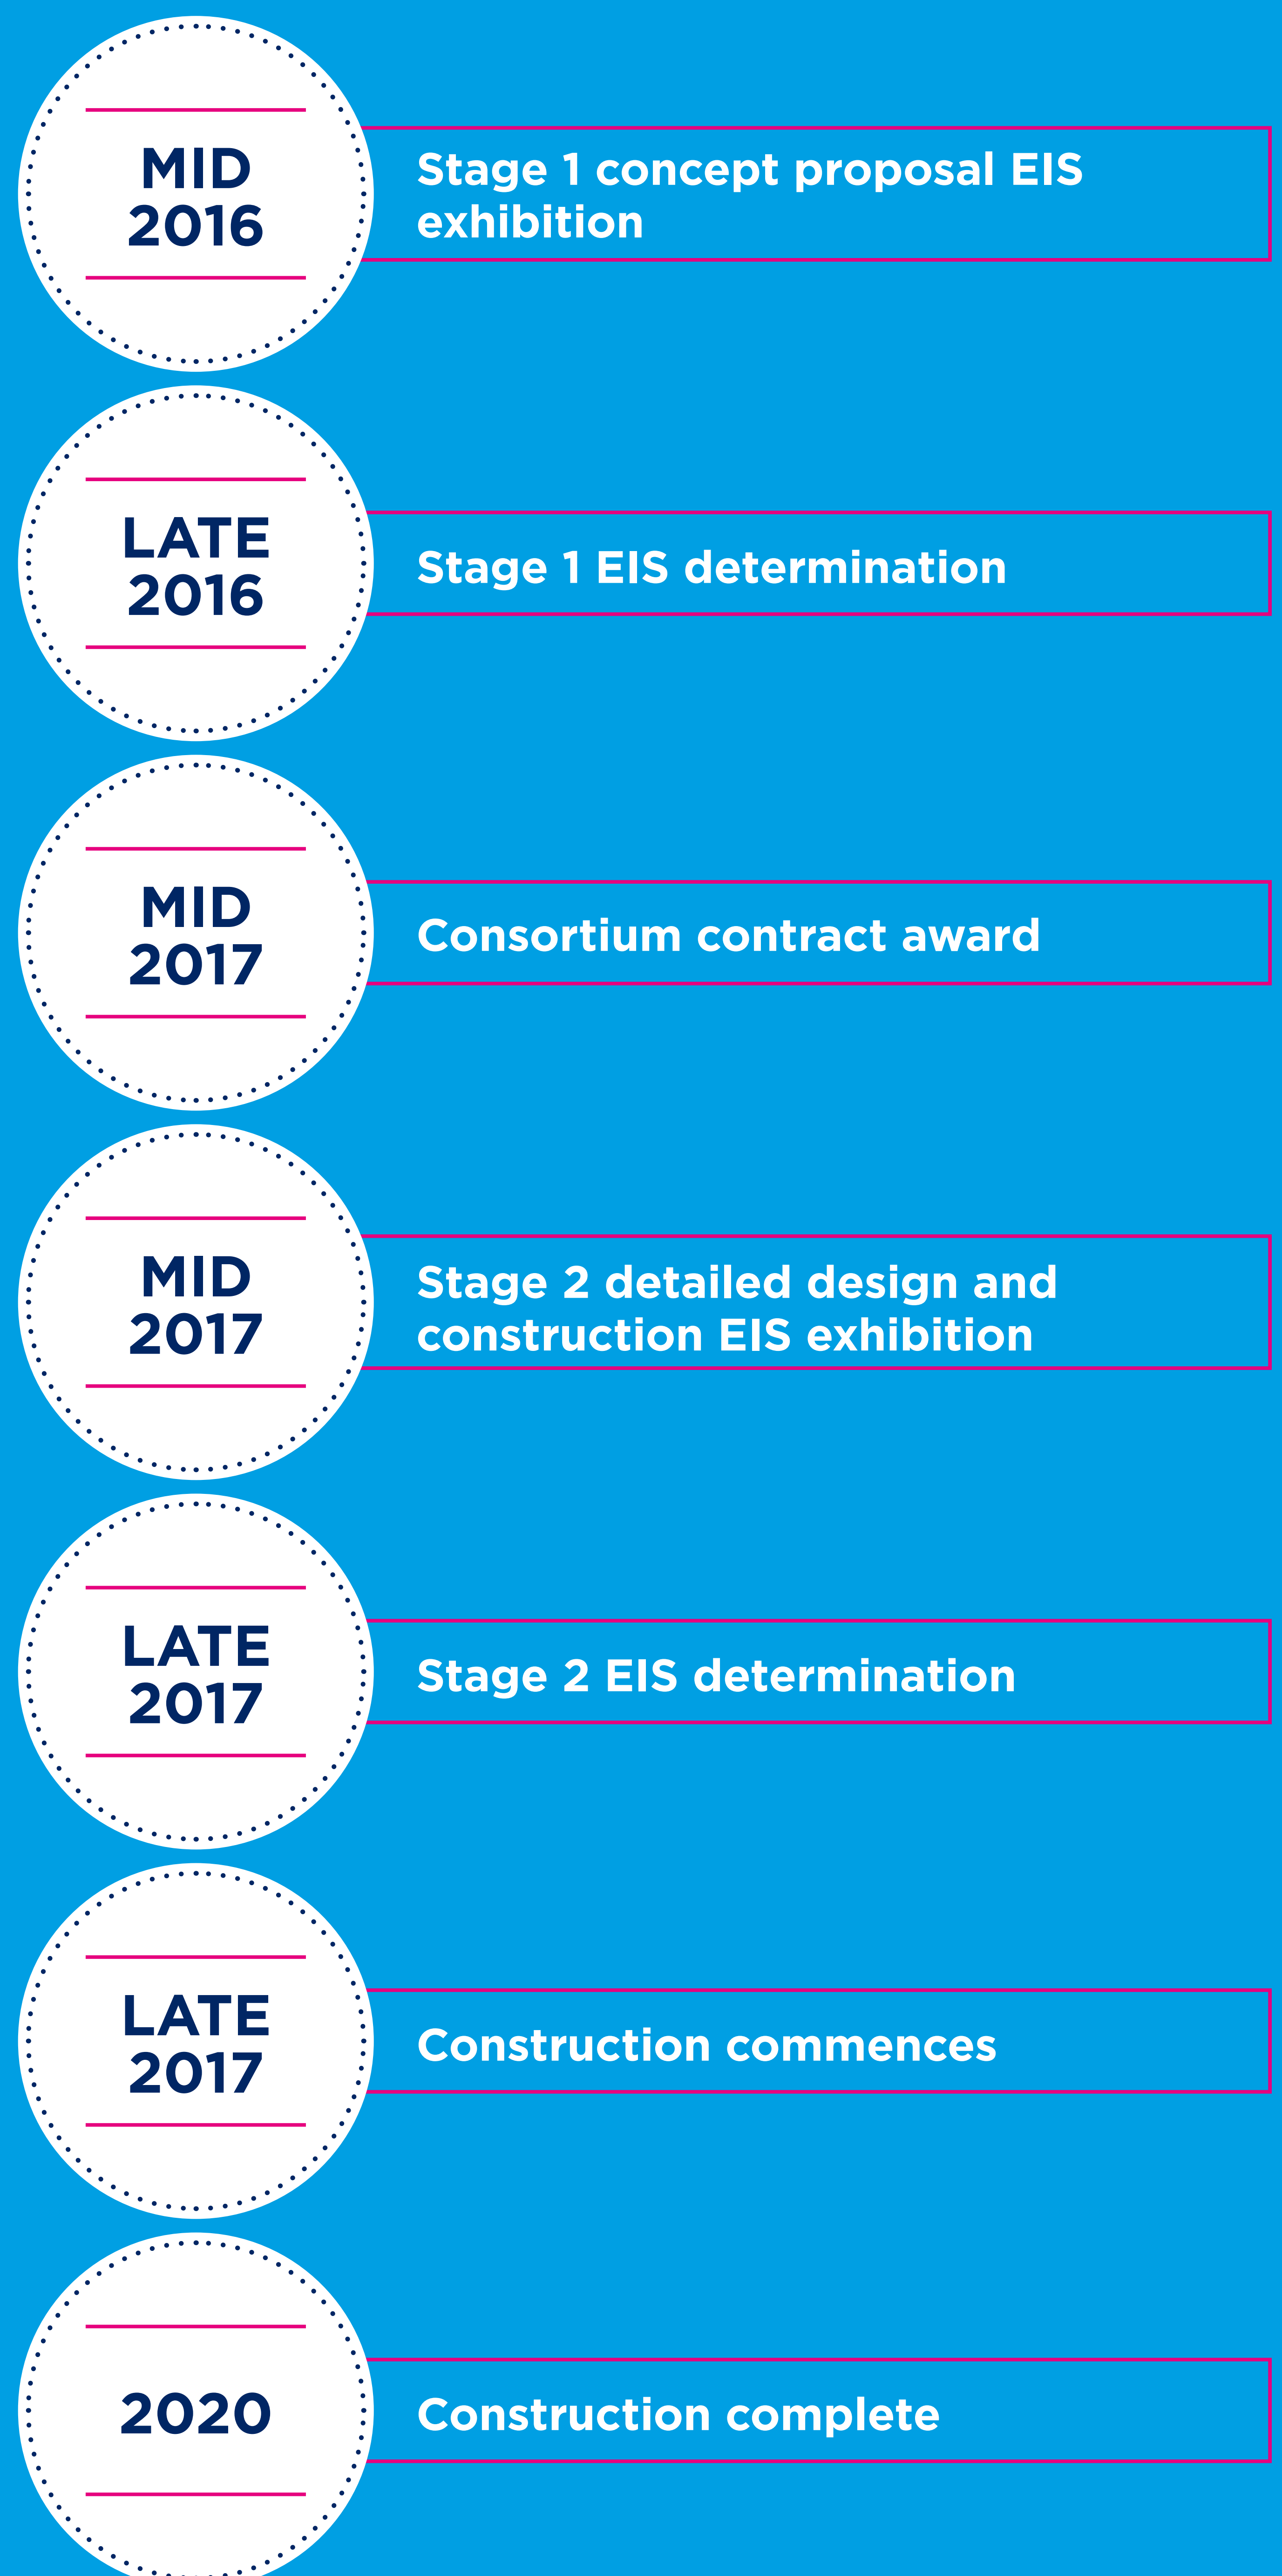 MID
2016
Stage 1 concept proposal EIS
exhibition
LATE
2016
Stage 1 EIS determination
MID
2017
Consortium contract award
MID
2017
Stage 2 detailed design and
construction EIS exhibition
LATE
2017
Stage 2 EIS determination
LATE
2017
Construction commences
2020
Construction complete